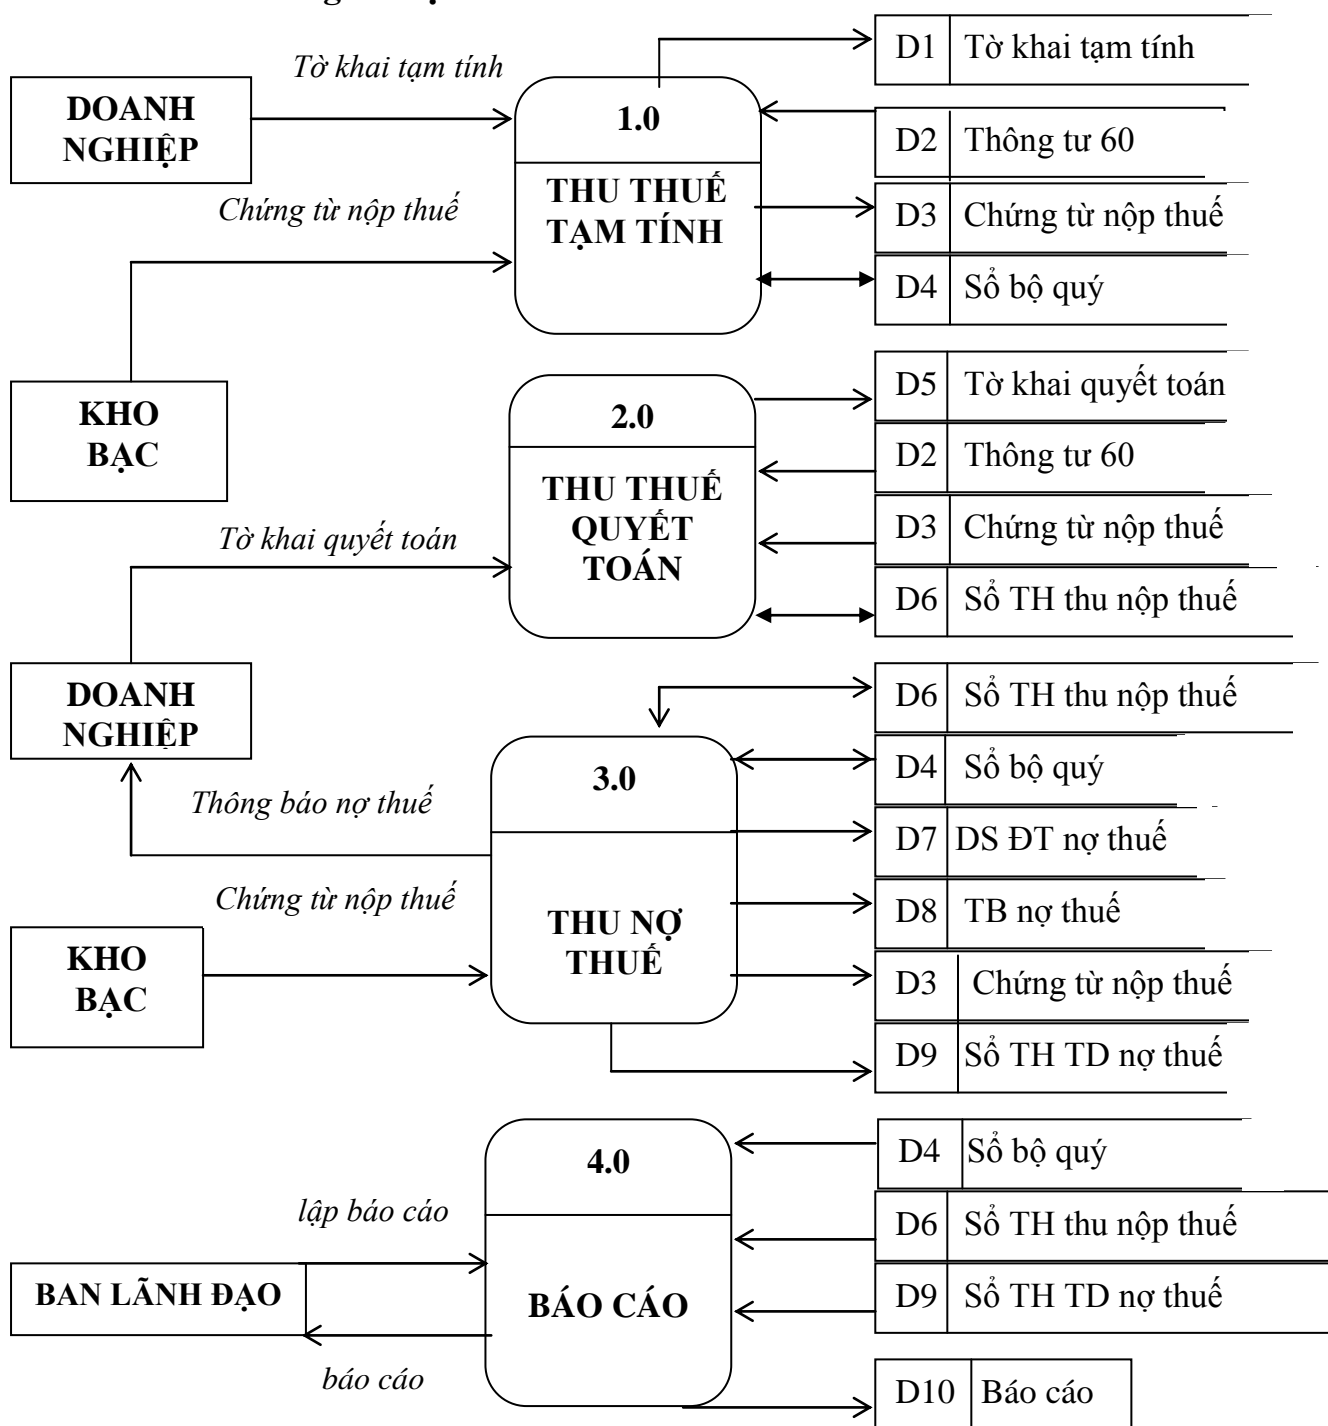 Tờ khai tạm tính
DOANH
NGHIỆP
1.0
D1 Tờ khai tạm tính
D2 Thông tư 60
Chứng từ nộp thuế
THU THUẾ
TẠM TÍNH
D3 Chứng từ nộp thuế
D4 Sổ bộ quý
KHO
BẠC
2.0
D5 Tờ khai quyết toán
D2 Thông tư 60
Tờ khai quyết toán
THU THUẾ
QUYẾT
TOÁN
D3 Chứng từ nộp thuế
D6 Sổ TH thu nộp thuế
DOANH
NGHIỆP
D6 Sổ TH thu nộp thuế
3.0
D4 Sổ bộ quý
Thông báo nợ thuế
D7 DS ĐT nợ thuế
Chứng từ nộp thuế
THU NỢ
THUẾ
D8 TB nợ thuế
KHO
BẠC
D3 Chứng từ nộp thuế
D9 Sổ TH TD nợ thuế
4.0
D4 Sổ bộ quý
lập báo cáo
D6 Sổ TH thu nộp thuế
BAN LÃNH ĐẠO
BÁO CÁO
D9 Sổ TH TD nợ thuế
báo cáo
D10 Báo cáo